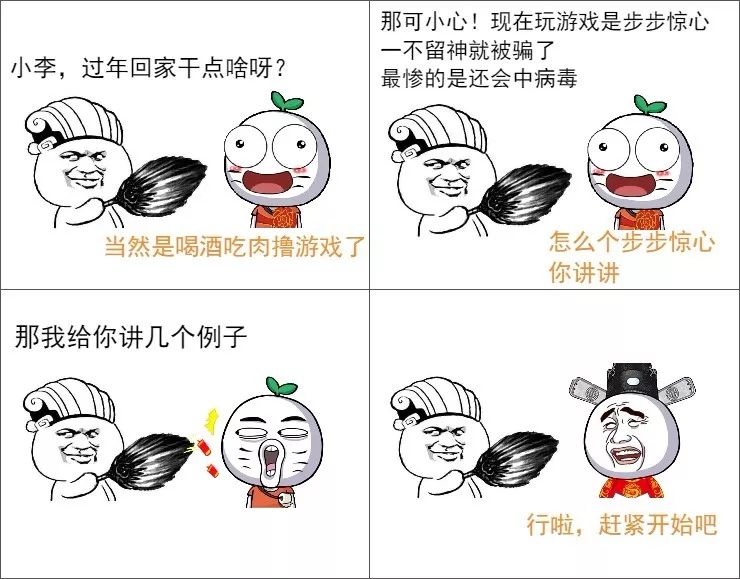 小李，过年回家干点啥呀？
当然是喝酒吃肉撸游戏了
那可小心！现在玩游戏是步步惊心
一不留神就被骗了
最惨的是还会中病毒
怎么个步步惊心
你讲讲
那我给你讲几个例子
行啦，赶紧开始吧